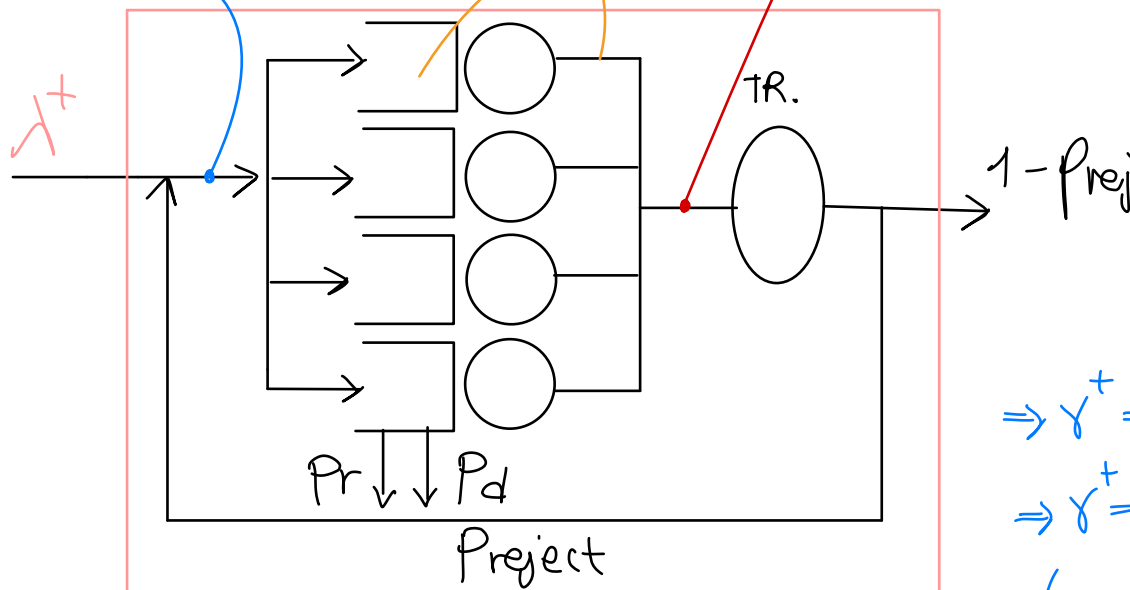 TR.
λ⁺
1 - Prej
Pr Pd
Preject
⇒ γ⁺ =
⇒ γ⁺ =
(